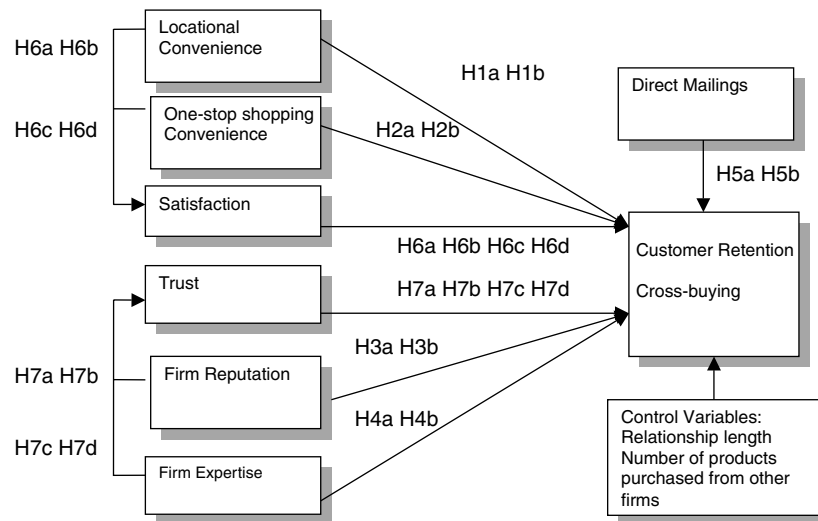 Locational
Convenience
H6a H6b
H1a H1b
Direct Mailings
One-stop shopping
Convenience
H6c H6d
H2a H2b
H5a H5b
Satisfaction
H6a H6b H6c H6d
Customer Retention
Cross-buying
Trust
H7a H7b H7c H7d
H3a H3b
H7a H7b
Firm Reputation
H4a H4b
H7c H7d
Firm Expertise
Control Variables:
Relationship length
Number of products
purchased from other
firms